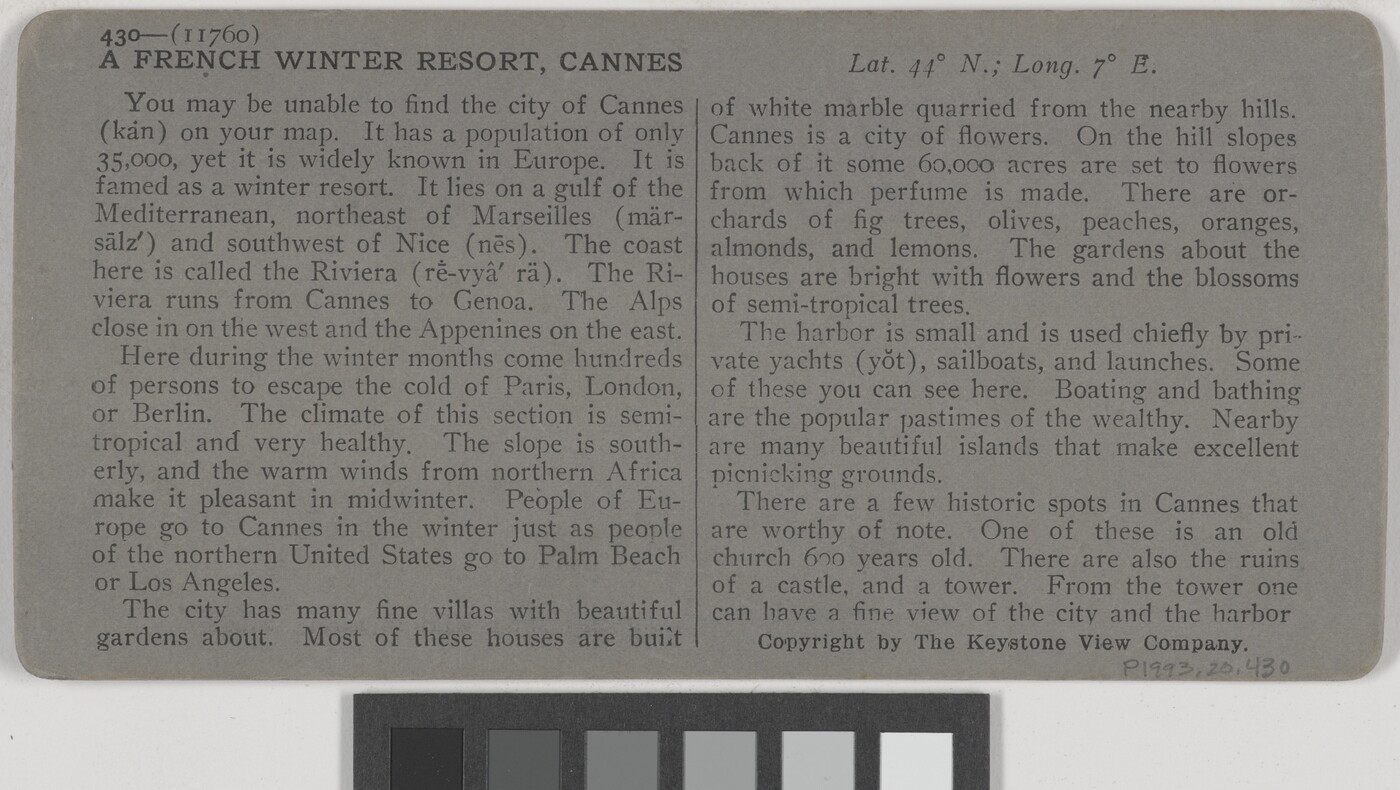 430—(11760)
A FRENCH WINTER RESORT, CANNES
Lat. 44° N.; Long. 7° E.
You may be unable to find the city of Cannes
(kán) on your map. It has a population of only
35,000, yet it is widely known in Europe. It is
famed as a winter resort. It lies on a gulf of the
Mediterranean, northeast of Marseilles (mär-
sālz′) and southwest of Nice (nēs). The coast
here is called the Riviera (rē̍-vyâ′ rä). The Ri-
viera runs from Cannes to Genoa. The Alps
close in on the west and the Appenines on the east.
Here during the winter months come hundreds
of persons to escape the cold of Paris, London,
or Berlin. The climate of this section is semi-
tropical and very healthy. The slope is south-
erly, and the warm winds from northern Africa
make it pleasant in midwinter. People of Eu-
rope go to Cannes in the winter just as people
of the northern United States go to Palm Beach
or Los Angeles.
The city has many fine villas with beautiful
gardens about. Most of these houses are built
of white marble quarried from the nearby hills.
Cannes is a city of flowers. On the hill slopes
back of it some 60,000 acres are set to flowers
from which perfume is made. There are or-
chards of fig trees, olives, peaches, oranges,
almonds, and lemons. The gardens about the
houses are bright with flowers and the blossoms
of semi-tropical trees.
The harbor is small and is used chiefly by pri-
vate yachts (yŏt), sailboats, and launches. Some
of these you can see here. Boating and bathing
are the popular pastimes of the wealthy. Nearby
are many beautiful islands that make excellent
picnicking grounds.
There are a few historic spots in Cannes that
are worthy of note. One of these is an old
church 600 years old. There are also the ruins
of a castle, and a tower. From the tower one
can have a fine view of the city and the harbor
Copyright by The Keystone View Company.
P1993.20.430